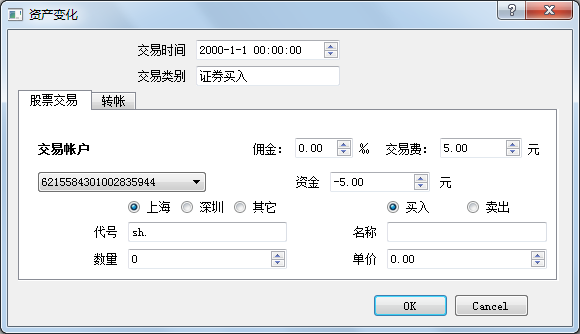 资产变化
交易时间 2000-1-1 00:00:00
交易类别 证券买入
股票交易 转帐
交易帐户 佣金: 0.00 ‰ 交易费: 5.00 元
6215584301002835944 资金 -5.00 元
上海 深圳 其它 买入 卖出
代号 sh. 名称
数量 0 单价 0.00
OK Cancel